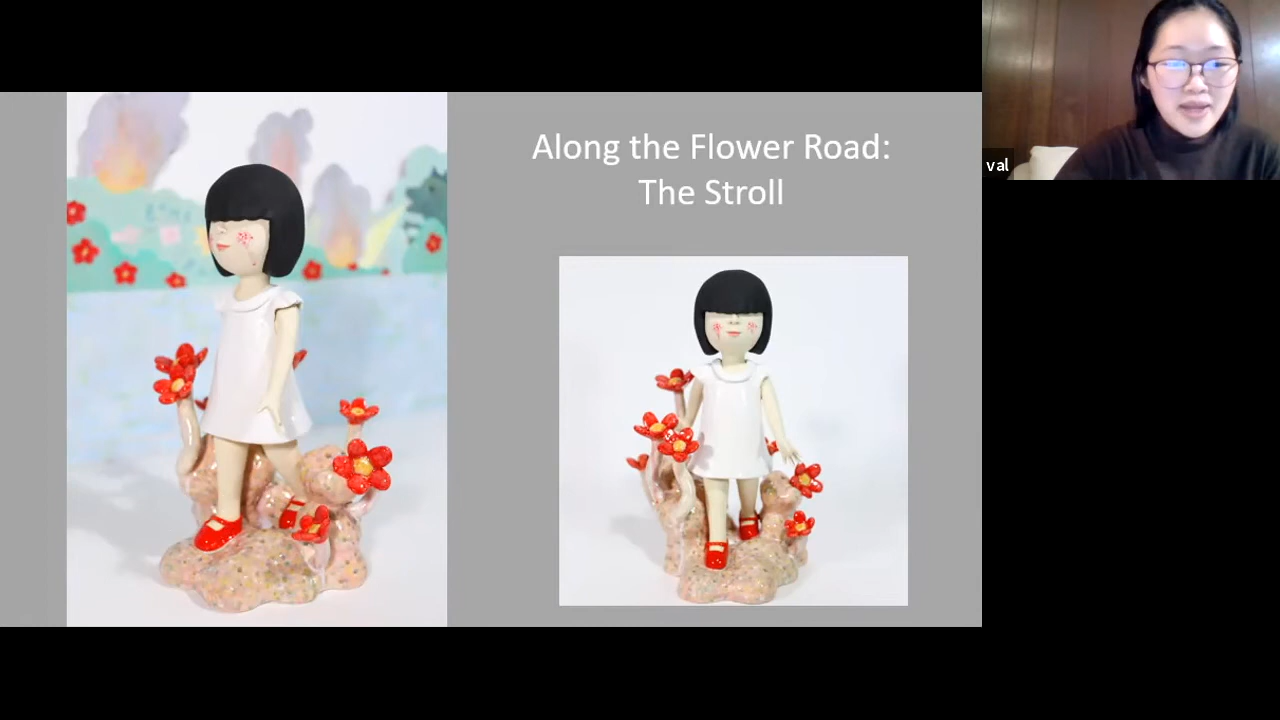 Along the Flower Road:
The Stroll
val